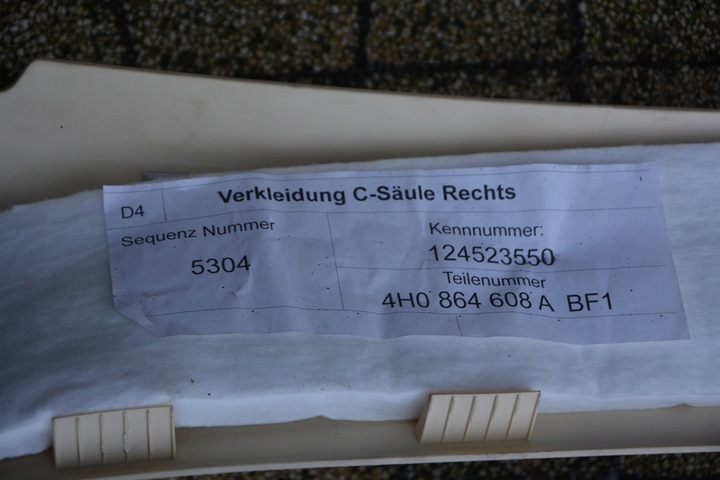 D4
Verkleidung C-Säule Rechts
Sequenz Nummer
5304
Kennnummer:
124523550
Teilenummer
4H0 864 608 A BF1